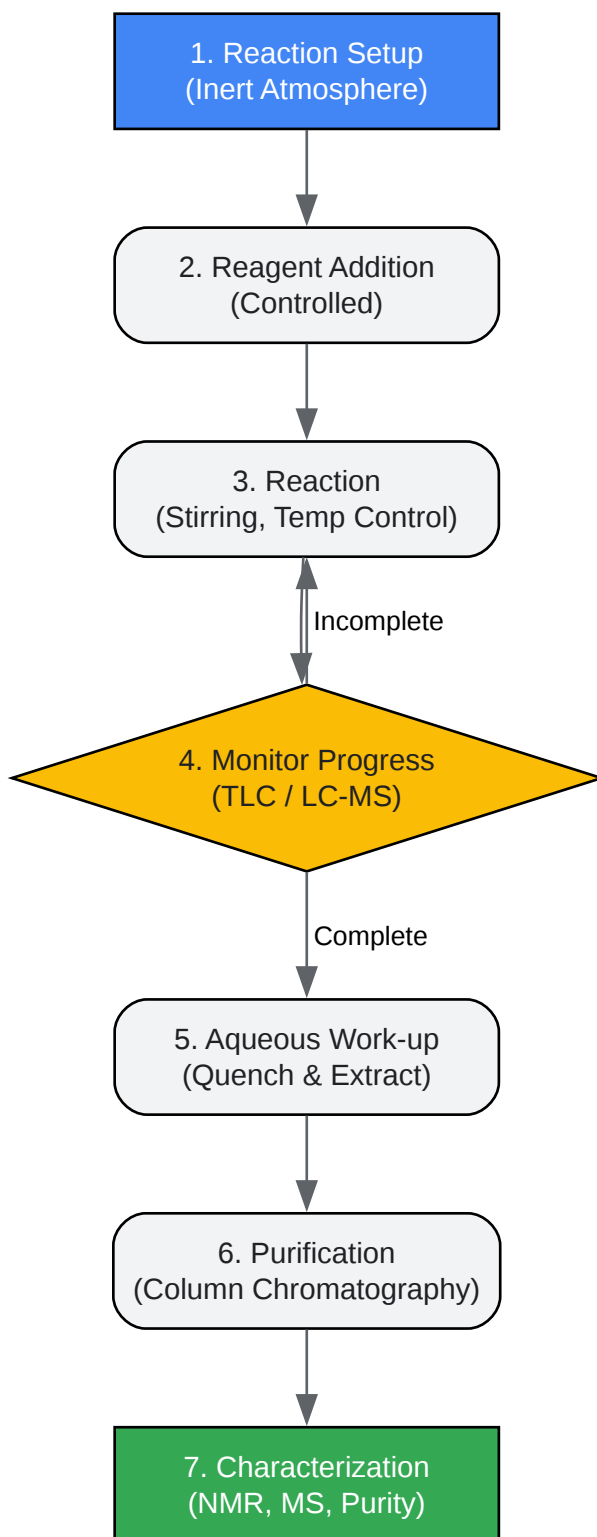 1. Reaction Setup
(Inert Atmosphere)
2. Reagent Addition
(Controlled)
3. Reaction
(Stirring, Temp Control)
Incomplete
4. Monitor Progress
(TLC / LC-MS)
Complete
5. Aqueous Work-up
(Quench & Extract)
6. Purification
(Column Chromatography)
7. Characterization
(NMR, MS, Purity)